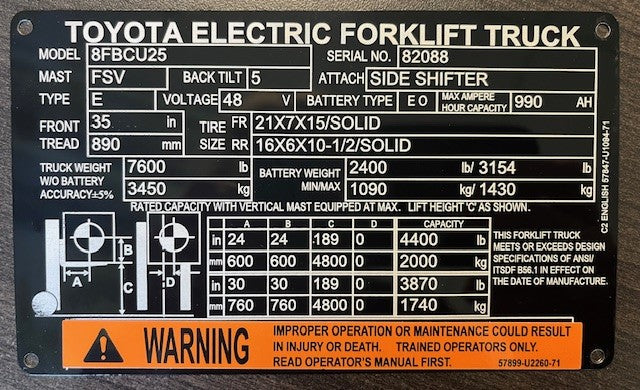 TOYOTA ELECTRIC FORKLIFT TRUCK
MODEL 8FBCU25 SERIAL NO. 82088
MAST FSV BACK TILT 5 ATTACH SIDE SHIFTER
TYPE E VOLTAGE 48 V BATTERY TYPE E O MAX AMPERE HOUR CAPACITY 990 AH
FRONT 35 in TIRE FR 21X7X15/SOLID
TREAD 890 mm SIZE RR 16X6X10-1/2/SOLID
TRUCK WEIGHT 7600 lb BATTERY WEIGHT 2400 lb/ 3154 lb
W/O BATTERY
ACCURACY±5% 3450 kg MIN/MAX 1090 kg/ 1430 kg
RATED CAPACITY WITH VERTICAL MAST EQUIPPED AT MAX. LIFT HEIGHT 'C' AS SHOWN.
A B C D CAPACITY
in 24 24 189 0 4400 lb
mm 600 600 4800 0 2000 kg
in 30 30 189 0 3870 lb
mm 760 760 4800 0 1740 kg
A B C D
THIS FORKLIFT TRUCK
MEETS OR EXCEEDS DESIGN
SPECIFICATIONS OF ANSI/
ITSDF B56.1 IN EFFECT ON
THE DATE OF MANUFACTURE.
C2 ENGLISH 57847-U1094-71
WARNING
IMPROPER OPERATION OR MAINTENANCE COULD RESULT
IN INJURY OR DEATH. TRAINED OPERATORS ONLY.
READ OPERATOR'S MANUAL FIRST. 57899-U2260-71